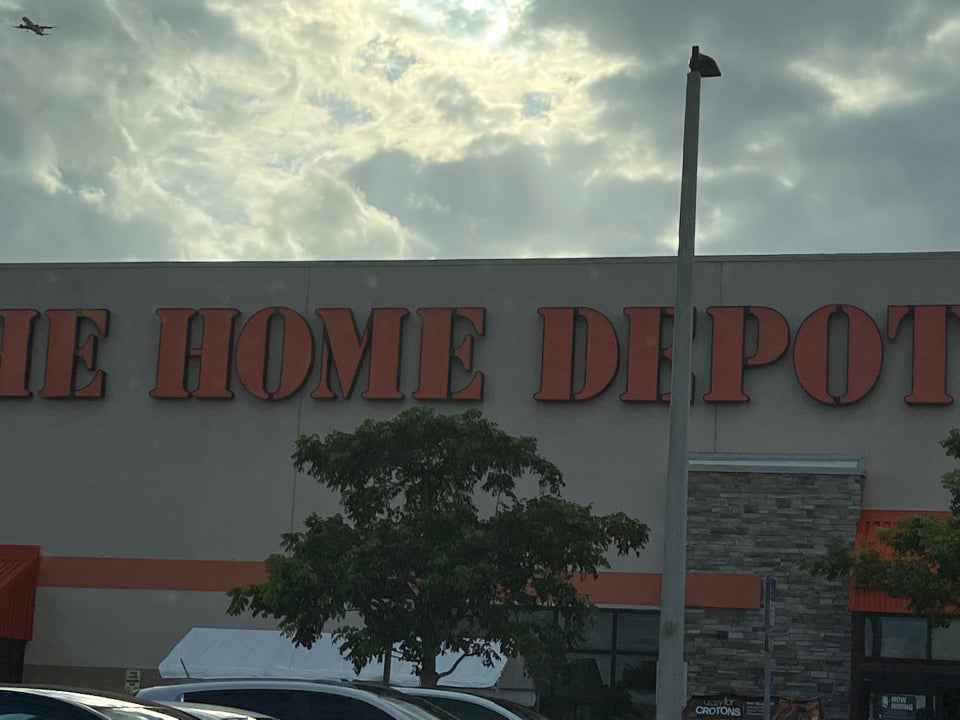 HE HOME DEPOT
NOW
HIRING
CROTONS